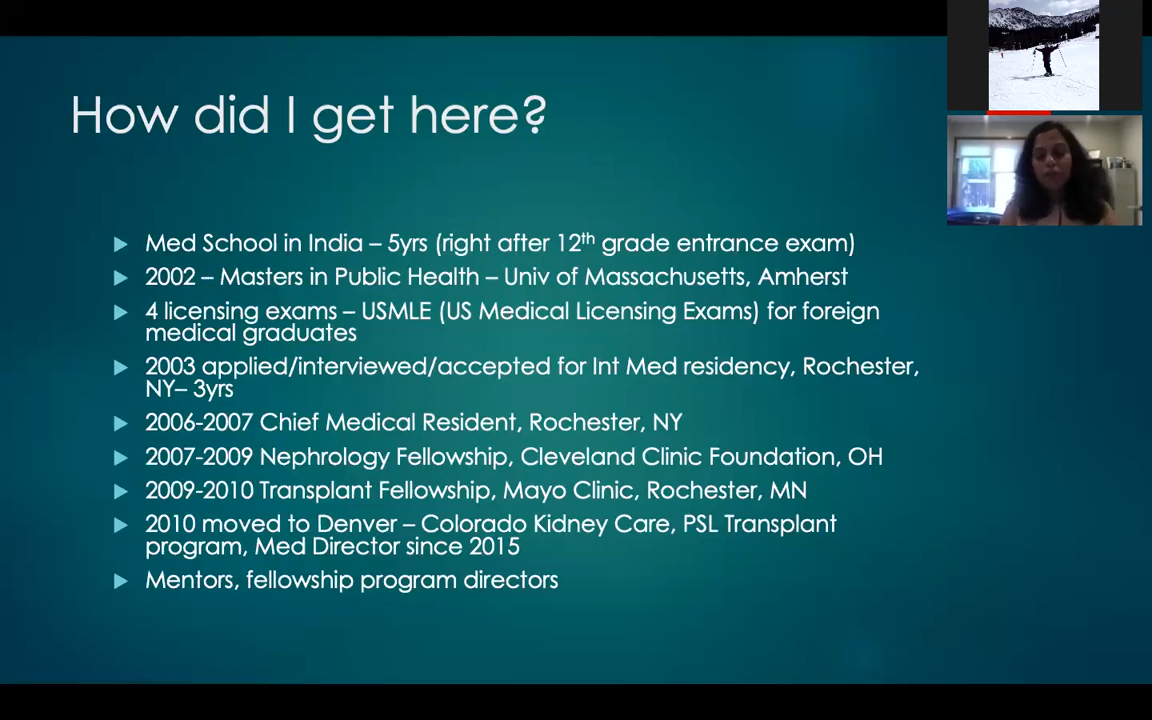 How did I get here?
Med School in India – 5yrs (right after 12th grade entrance exam)
2002 – Masters in Public Health – Univ of Massachusetts, Amherst
4 licensing exams – USMLE (US Medical Licensing Exams) for foreign
medical graduates
2003 applied/interviewed/accepted for Int Med residency, Rochester,
NY– 3yrs
2006-2007 Chief Medical Resident, Rochester, NY
2007-2009 Nephrology Fellowship, Cleveland Clinic Foundation, OH
2009-2010 Transplant Fellowship, Mayo Clinic, Rochester, MN
2010 moved to Denver – Colorado Kidney Care, PSL Transplant
program, Med Director since 2015
Mentors, fellowship program directors